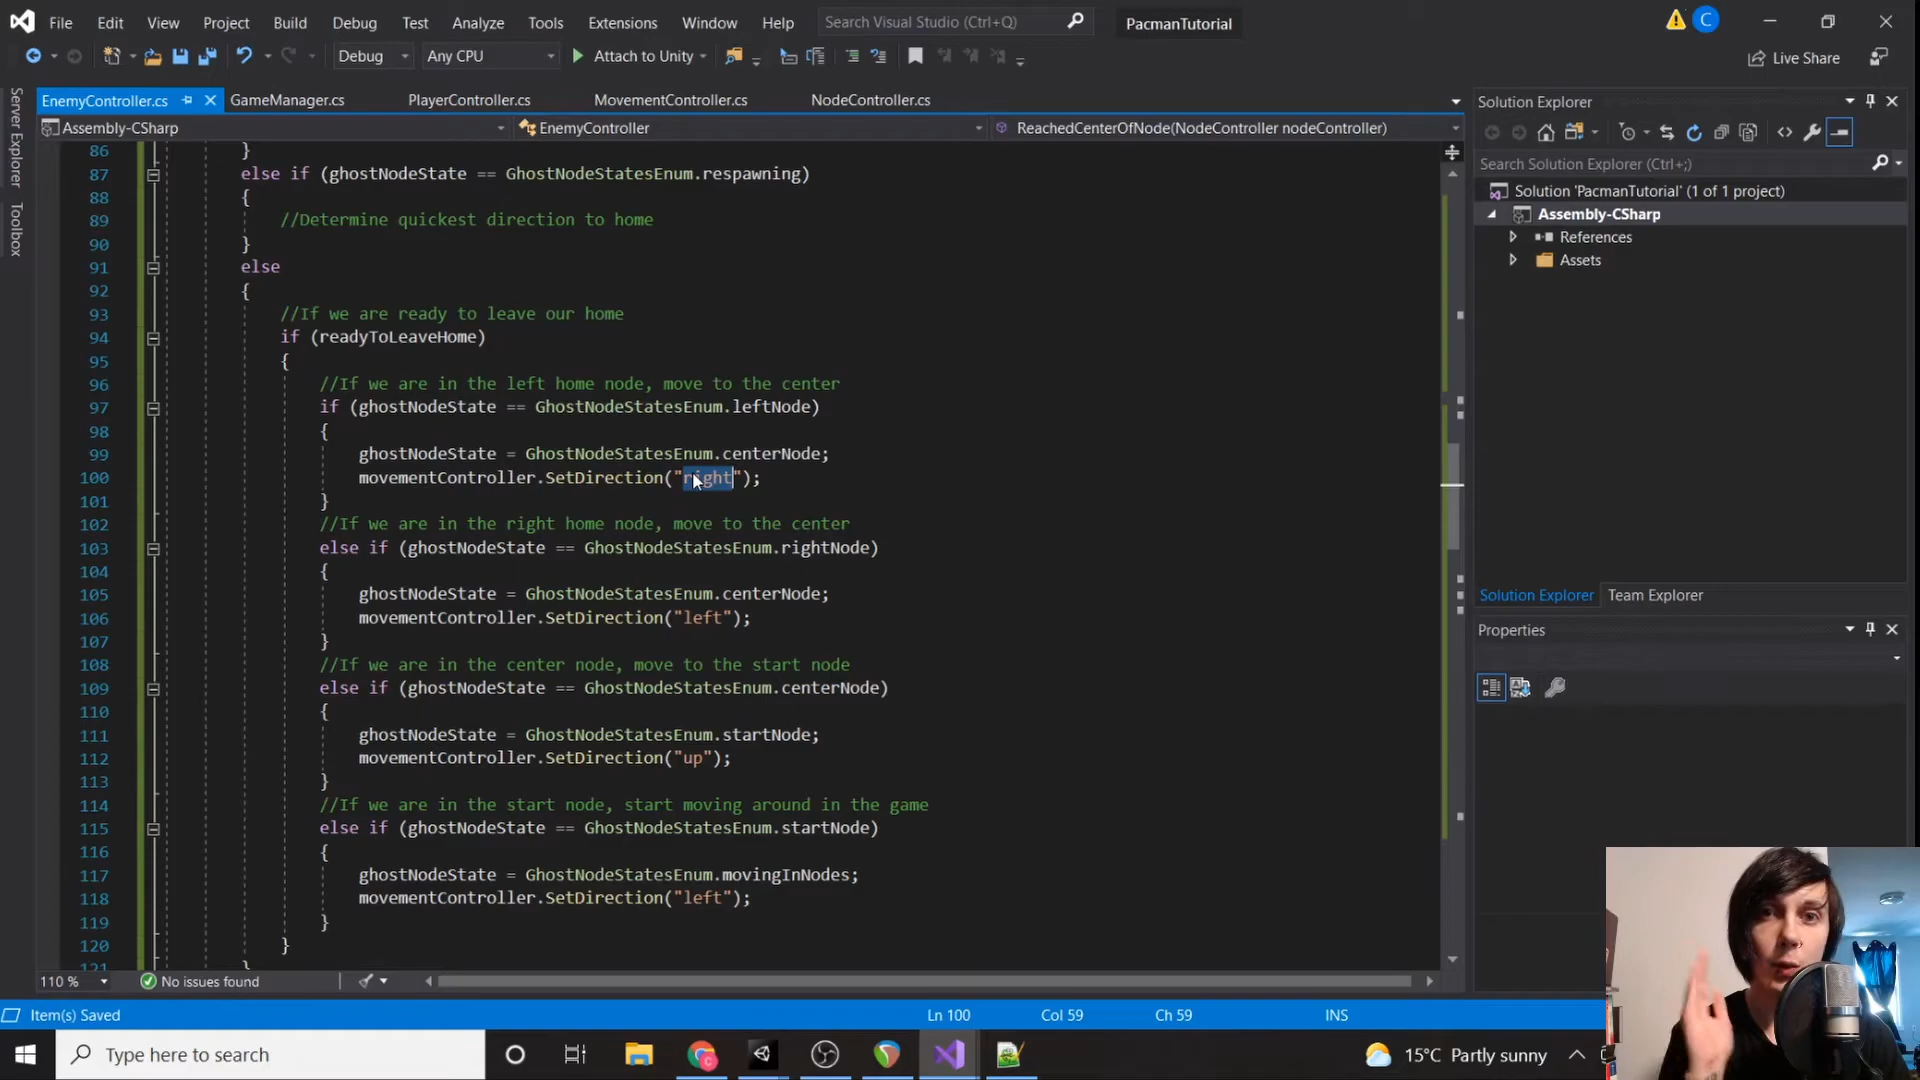 File Edit View Project Build Debug Test Analyze Tools Extensions Window Help Search Visual Studio (Ctrl+Q) PacmanTutorial C
Debug Any CPU Attach to Unity Live Share
Server Explorer
Toolbox
EnemyController.cs GameManager.cs PlayerController.cs MovementController.cs NodeController.cs
Assembly-CSharp EnemyController ReachedCenterOfNode(NodeController nodeController)
86 }
87 else if (ghostNodeState == GhostNodeStatesEnum.respawning)
88 {
89 //Determine quickest direction to home
90 }
91 else
92 {
93 //If we are ready to leave our home
94 if (readyToLeaveHome)
95 {
96 //If we are in the left home node, move to the center
97 if (ghostNodeState == GhostNodeStatesEnum.leftNode)
98 {
99 ghostNodeState = GhostNodeStatesEnum.centerNode;
100 movementController.SetDirection("right");
101 }
102 //If we are in the right home node, move to the center
103 else if (ghostNodeState == GhostNodeStatesEnum.rightNode)
104 {
105 ghostNodeState = GhostNodeStatesEnum.centerNode;
106 movementController.SetDirection("left");
107 }
108 //If we are in the center node, move to the start node
109 else if (ghostNodeState == GhostNodeStatesEnum.centerNode)
110 {
111 ghostNodeState = GhostNodeStatesEnum.startNode;
112 movementController.SetDirection("up");
113 }
114 //If we are in the start node, start moving around in the game
115 else if (ghostNodeState == GhostNodeStatesEnum.startNode)
116 {
117 ghostNodeState = GhostNodeStatesEnum.movingInNodes;
118 movementController.SetDirection("left");
119 }
120 }
121 }
110 % No issues found
Solution Explorer
Search Solution Explorer (Ctrl+;)
Solution 'PacmanTutorial' (1 of 1 project)
Assembly-CSharp
References
Assets
Solution Explorer Team Explorer
Properties
Item(s) Saved Ln 100 Col 59 Ch 59 INS
Type here to search 15°C Partly sunny